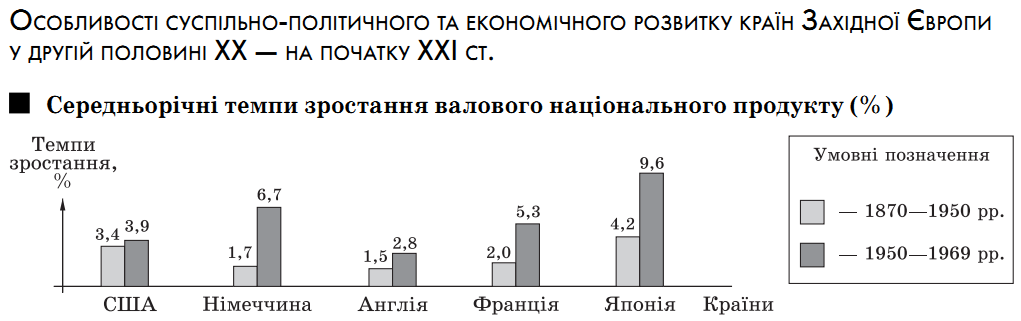 Особливості суспільно-політичного та економічного розвитку країн Західної Європи
у другій половині XX — на початку XXI ст.
Середньорічні темпи зростання валового національного продукту (%)
Темпи
зростання,
%
3,4
3,9
1,7
6,7
1,5
2,8
2,0
5,3
4,2
9,6
США
Німеччина
Англія
Франція
Японія
Країни
Умовні позначення
— 1870—1950 рр.
— 1950—1969 рр.